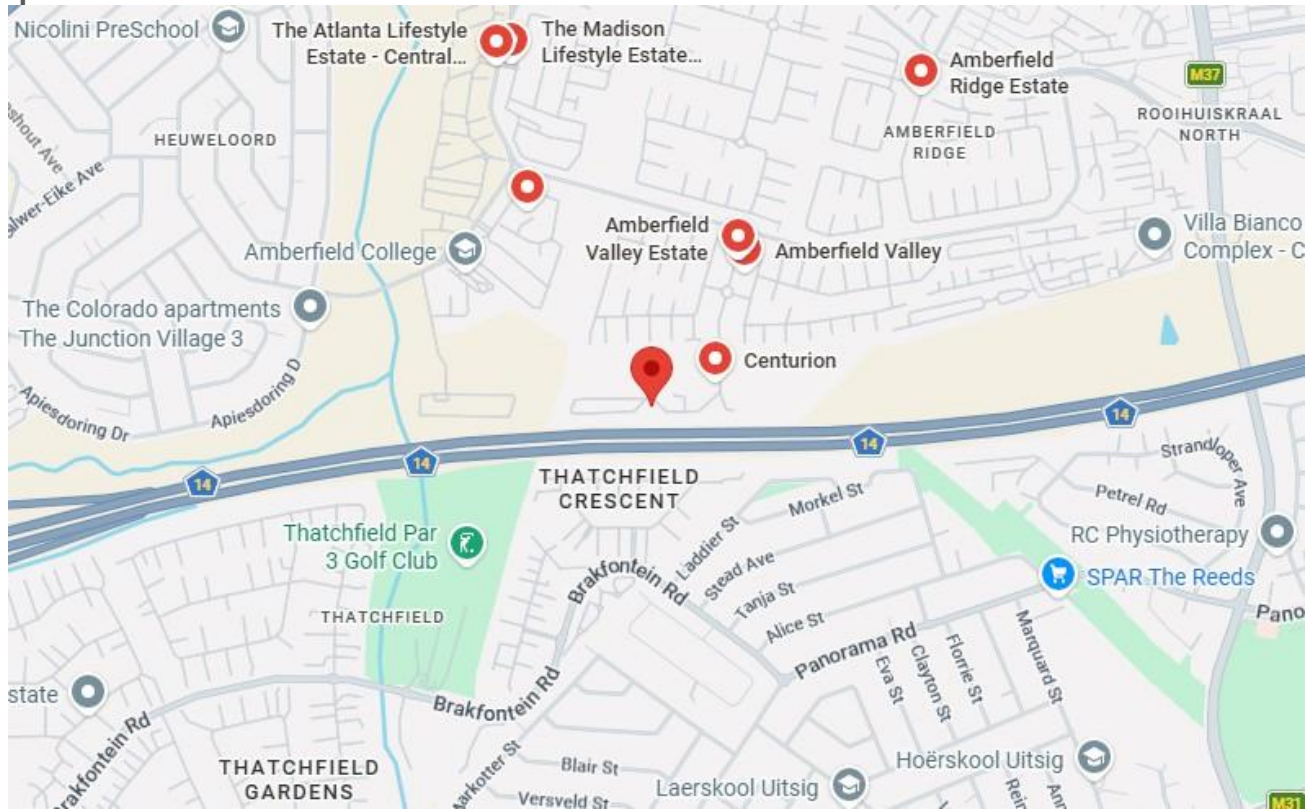 Nicolini PreSchool
The Atlanta Lifestyle
Estate - Central...
The Madison
Lifestyle Estate...
Amberfield
Ridge Estate
M37
ROOIHUISKRAAL
NORTH
HEUWELOORD
AMBERFIELD
RIDGE
Amberfield College
Amberfield
Valley Estate
Amberfield Valley
Villa Bianco
Complex - C
The Colorado apartments
The Junction Village 3
Centurion
Apiesdoring D
Apiesdoring Dr
14
14
14
14
THATCHFIELD
CRESCENT
Strandloper Ave
Morkel St
Petrel Rd
Laddier St
Thatchfield Par
3 Golf Club
RC Physiotherapy
Stead Ave
SPAR The Reeds
Brakfontein Rd
Tanja St
THATCHFIELD
Alice St
Pano
Panorama Rd
Eva St
Clayton St
Florrie St
Marquard St
state
Brakfontein Rd
THATCHFIELD
GARDENS
Blair St
Versveld St
Laerskool Uitsig
Hoërskool Uitsig